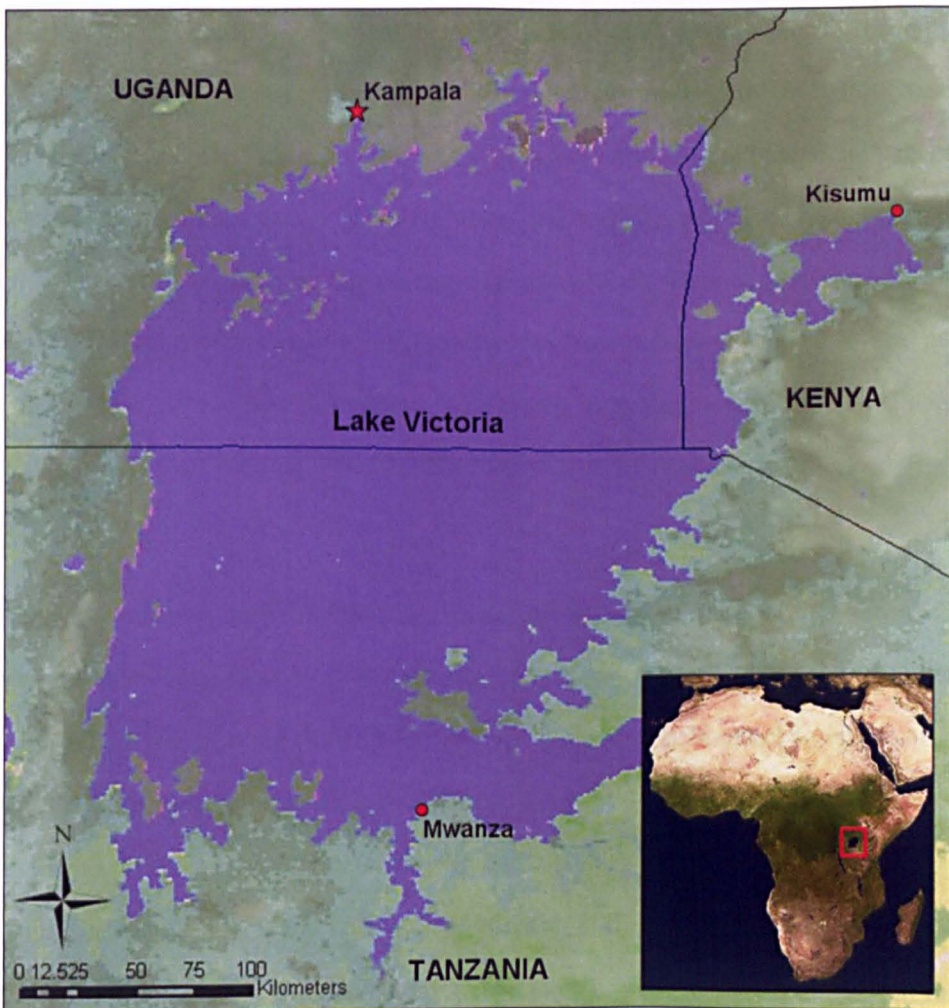 UGANDA
Kampala
Kisumu
KENYA
Lake Victoria
Mwanza
N
0 12.525 50 75 100
Kilometers
TANZANIA